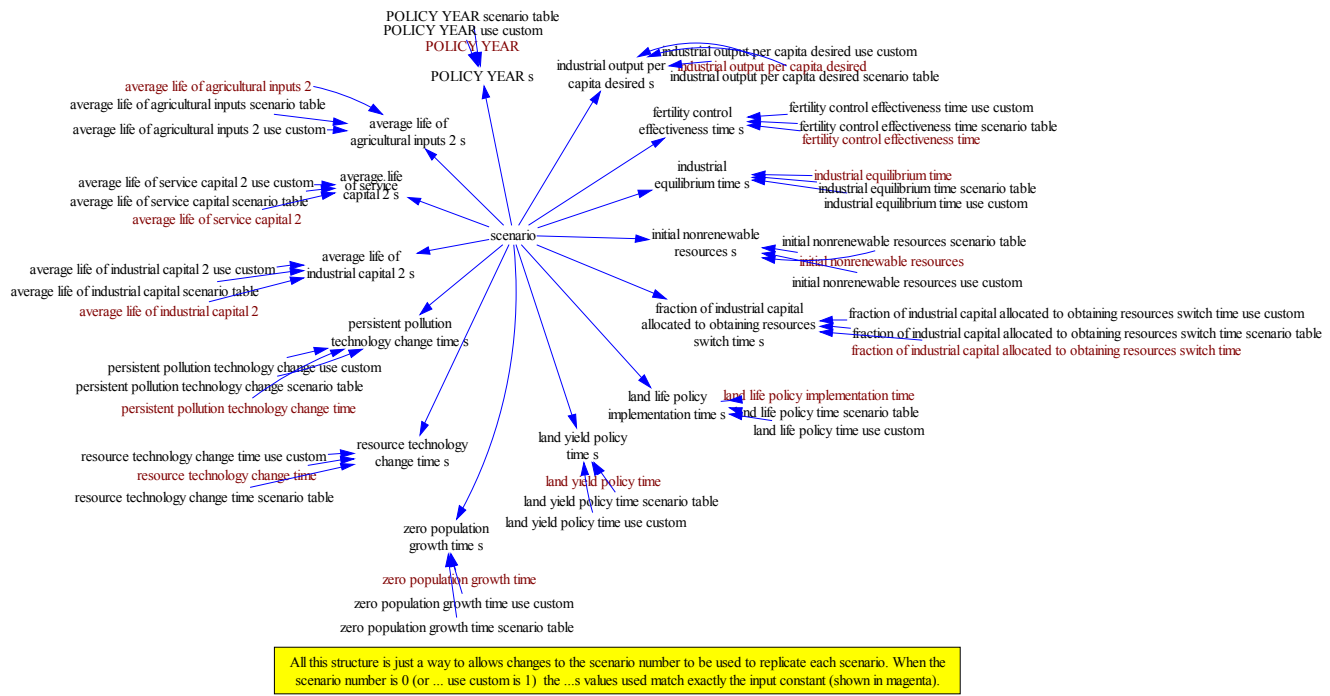 POLICY YEAR scenario table
POLICY YEAR use custom
POLICY YEAR
POLICY YEAR s
industrial output per capita desired use custom
industrial output per capita desired
industrial output per capita desired scenario table
industrial output per
capita desired s
average life of agricultural inputs 2
average life of agricultural inputs scenario table
average life of agricultural inputs 2 use custom
average life of
agricultural inputs 2 s
fertility control
effectiveness time s
fertility control effectiveness time use custom
fertility control effectiveness time scenario table
fertility control effectiveness time
average life of service capital 2 use custom
average life of service capital scenario table
average life of service capital 2
average life
of service
capital 2 s
industrial
equilibrium time s
industrial equilibrium time
industrial equilibrium time scenario table
industrial equilibrium time use custom
scenario
initial nonrenewable
resources s
initial nonrenewable resources scenario table
initial nonrenewable resources
initial nonrenewable resources use custom
average life of
industrial capital 2 s
average life of industrial capital 2 use custom
average life of industrial capital scenario table
average life of industrial capital 2
fraction of industrial capital
allocated to obtaining resources
switch time s
fraction of industrial capital allocated to obtaining resources switch time use custom
fraction of industrial capital allocated to obtaining resources switch time scenario table
fraction of industrial capital allocated to obtaining resources switch time
persistent pollution
technology change time s
persistent pollution technology change use custom
persistent pollution technology change scenario table
persistent pollution technology change time
land life policy
implementation time s
land life policy implementation time
land life policy time scenario table
land life policy time use custom
resource technology
change time s
resource technology change time use custom
resource technology change time
resource technology change time scenario table
land yield policy
time s
land yield policy time
land yield policy time scenario table
land yield policy time use custom
zero population
growth time s
zero population growth time
zero population growth time use custom
zero population growth time scenario table
All this structure is just a way to allows changes to the scenario number to be used to replicate each scenario. When the
scenario number is 0 (or ... use custom is 1) the ...s values used match exactly the input constant (shown in magenta).